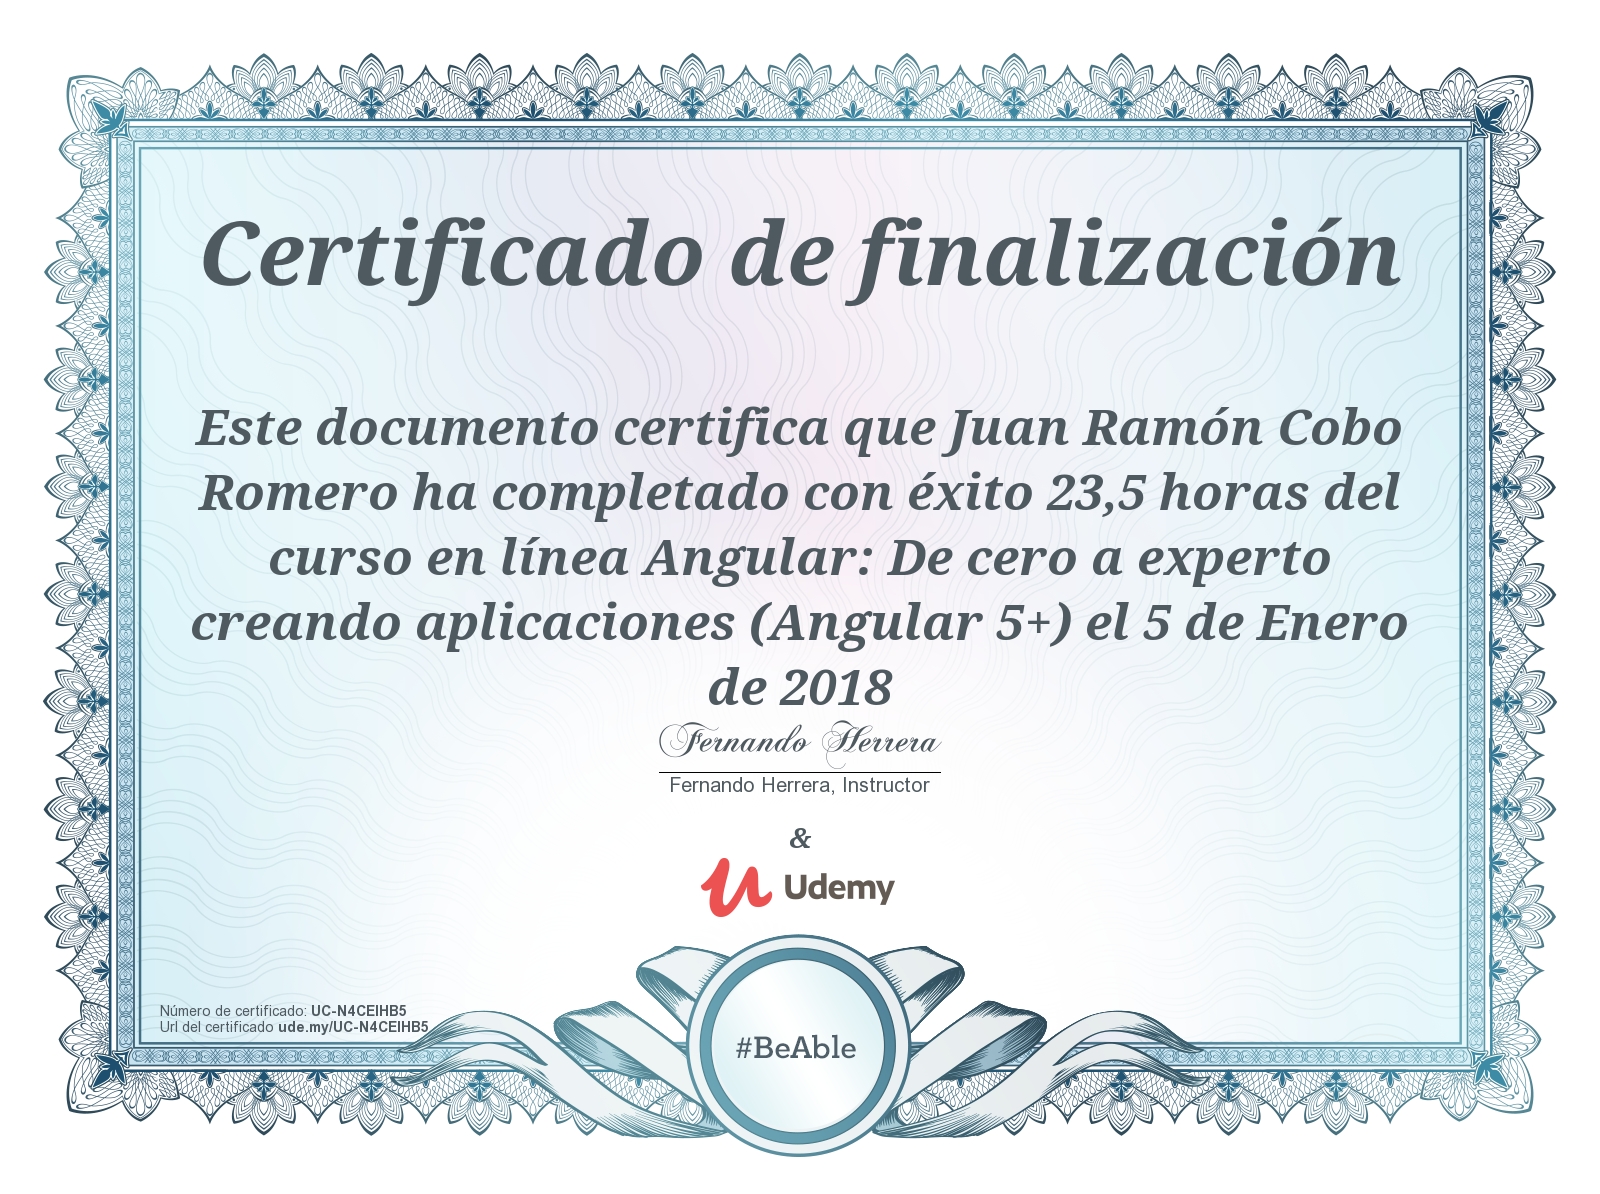 Certificado de finalización
Este documento certifica que Juan Ramón Cobo
Romero ha completado con éxito 23,5 horas del
curso en línea Angular: De cero a experto
creando aplicaciones (Angular 5+) el 5 de Enero
de 2018
Fernando Herrera
Fernando Herrera, Instructor
&
Udemy
Número de certificado: UC-N4CEIHB5
Url del certificado ude.my/UC-N4CEIHB5
#BeAble